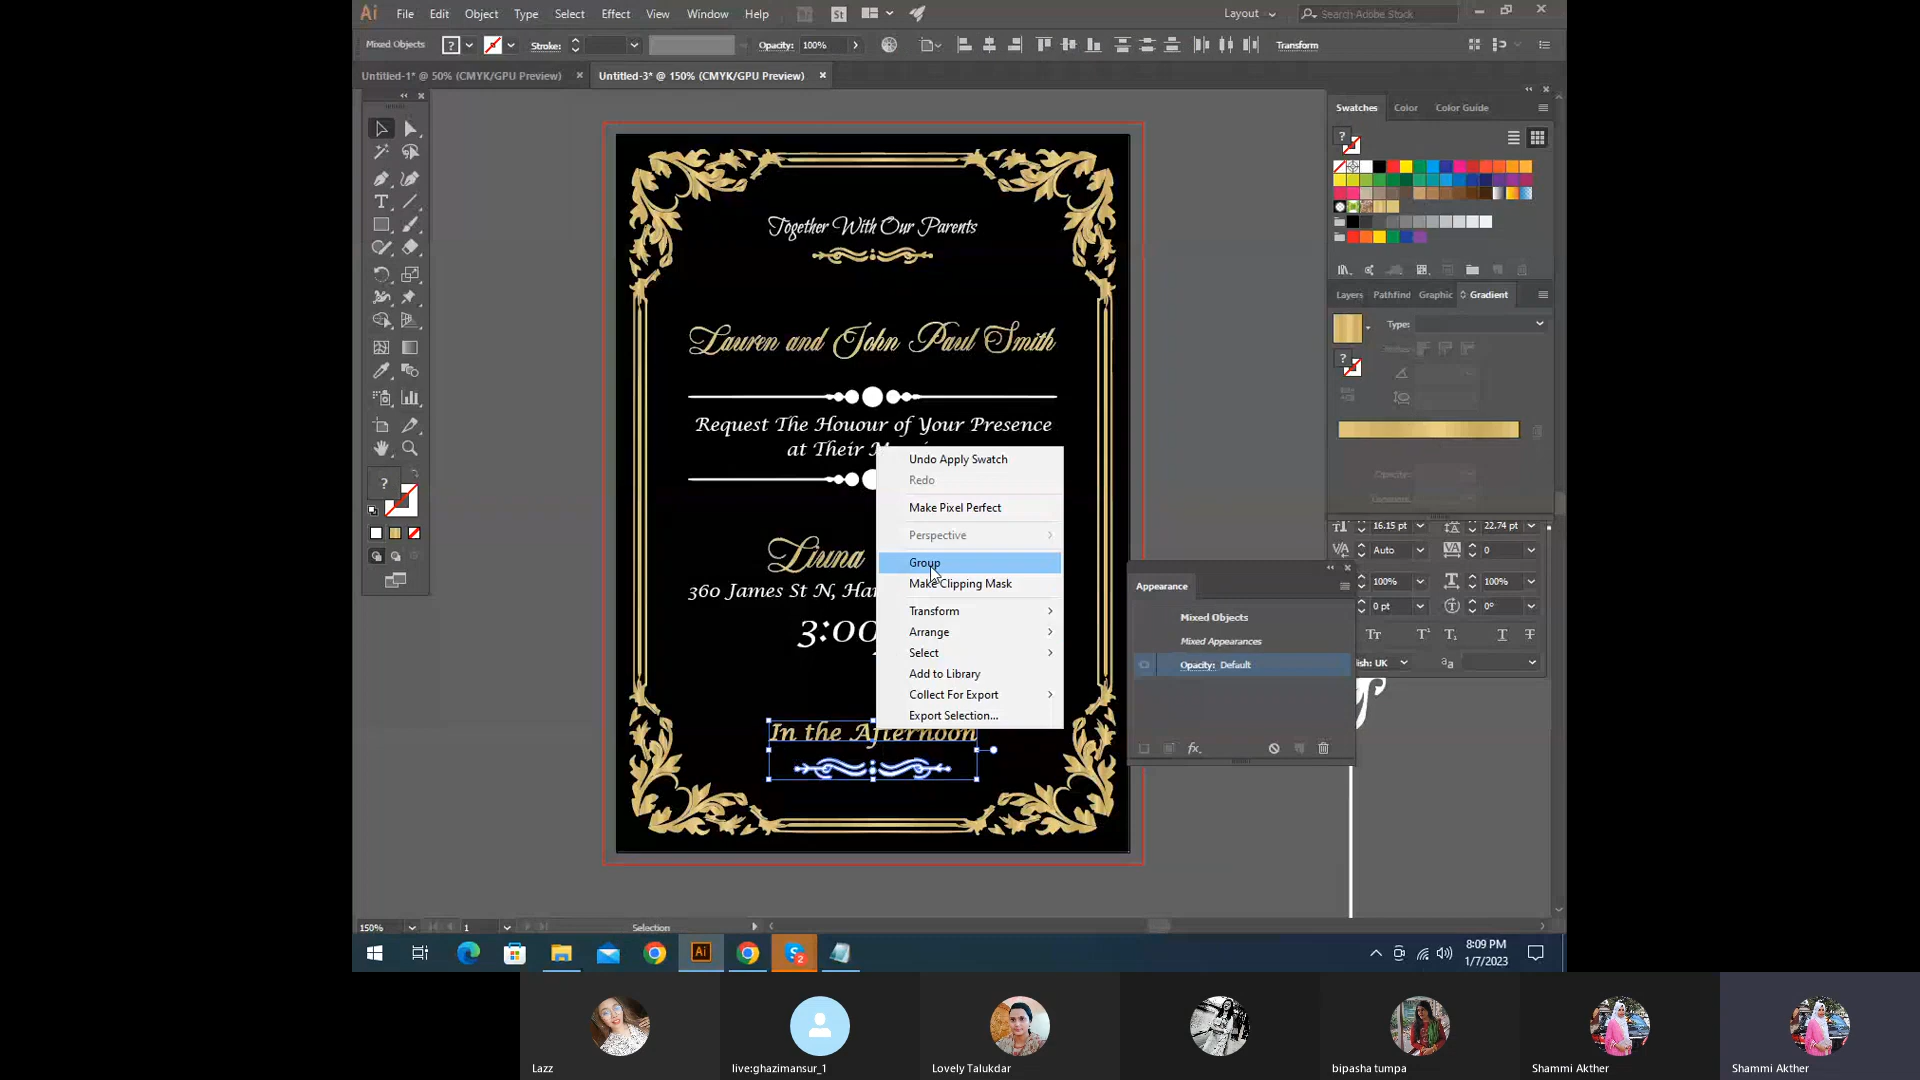 Ai File Edit Object Type Select Effect View Window Help Br St Layout Search Adobe Stock
Mixed Objects ? Stroke: Opacity: 100% Transform
Untitled-1* @ 50% (CMYK/GPU Preview) Untitled-3* @ 150% (CMYK/GPU Preview)
Swatches Color Color Guide
Together With Our Parents
Layers Pathfind Graphic Gradient
Type:
Lauren and John Paul Smith
Request The Houour of Your Presence
at Their
Undo Apply Swatch
Redo
Make Pixel Perfect
Perspective
Group
Make Clipping Mask
Transform
Arrange
Select
Add to Library
Collect For Export
Export Selection...
Liuna
360 James St N,
3:00
In the Afternoon
16.15 pt 22.74 pt
Auto 0
100% 100%
0 pt 0°
lish: UK
Appearance
Mixed Objects
Mixed Appearances
Opacity: Default
fx.
150% 1 Selection
8:09 PM
1/7/2023
Lazz live:ghazimansur_1 Lovely Talukdar bipasha tumpa Shammi Akther Shammi Akther